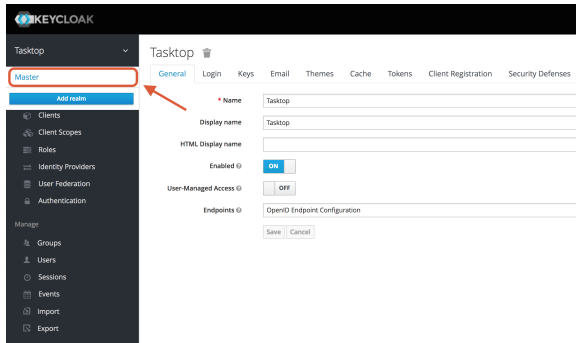 KEYCLOAK
Tasktop
Master
Add realm
Clients
Client Scopes
Roles
Identity Providers
User Federation
Authentication
Manage
Groups
Users
Sessions
Events
Import
Export
Tasktop
General Login Keys Email Themes Cache Tokens Client Registration Security Defenses
* Name Tasktop
Display name Tasktop
HTML Display name
Enabled ON
User-Managed Access OFF
Endpoints OpenID Endpoint Configuration
Save Cancel